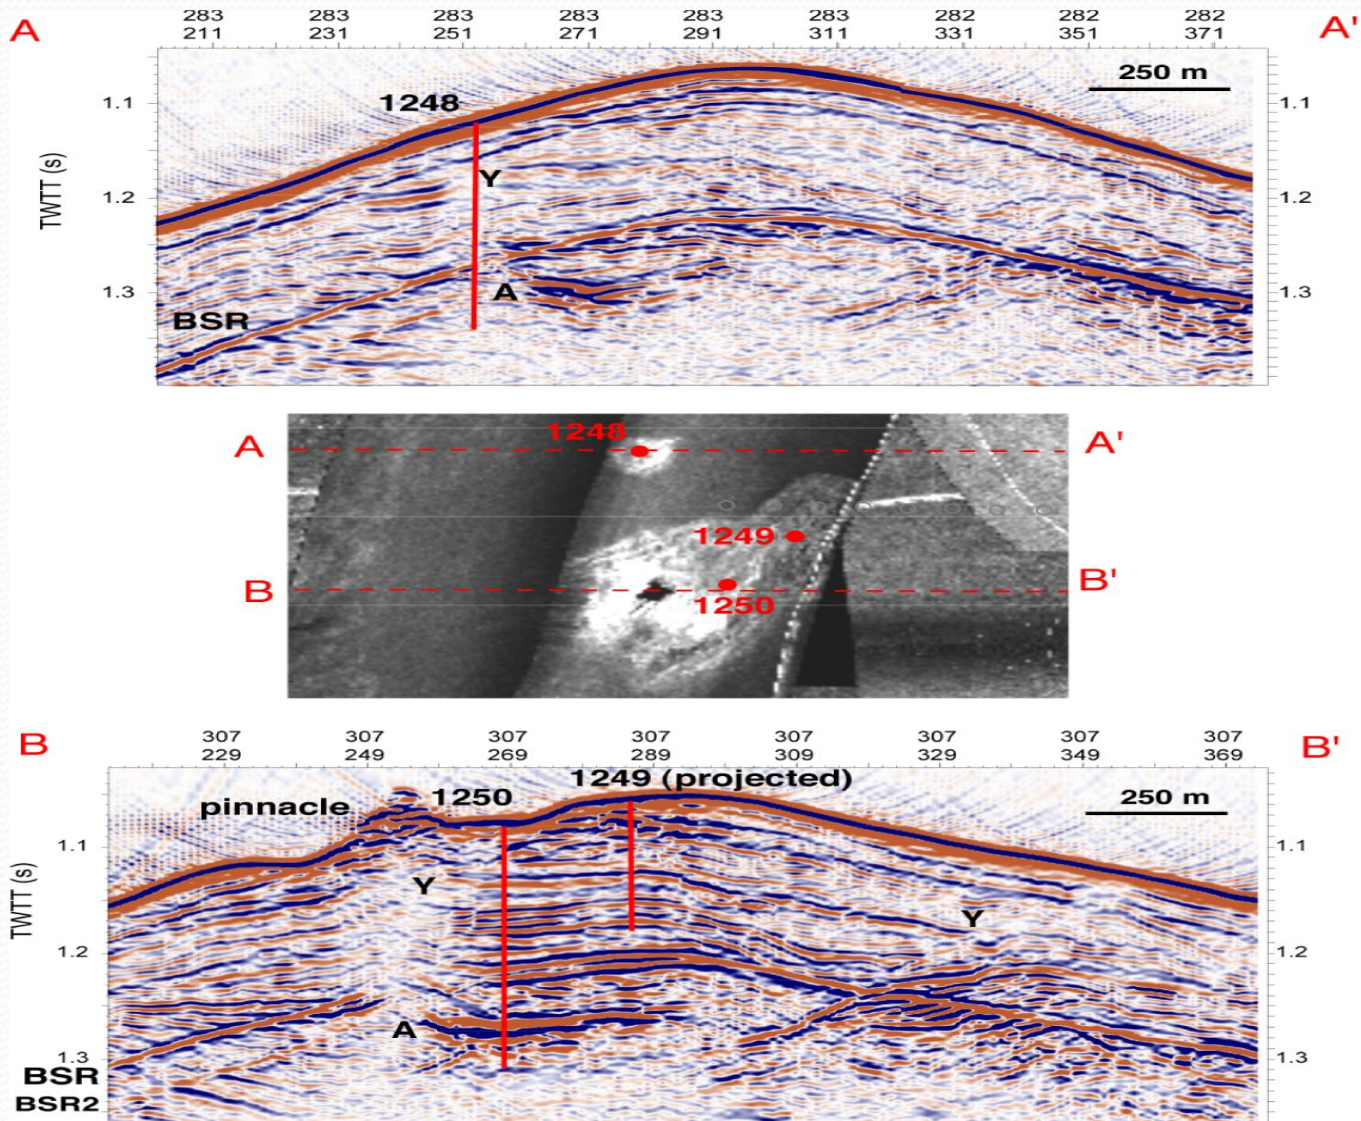 A
283 283 283 283 283 283 282 282 282
211 231 251 271 291 311 331 351 371
A'
250 m
1248
1.1
1.1
TWTT (s)
Y
1.2
1.2
A
1.3
1.3
BSR
A
1248
A'
1249
B
B'
1250
B
307 307 307 307 307 307 307 307
229 249 269 289 309 329 349 369
B'
1249 (projected)
pinnacle
1250
250 m
1.1
1.1
TWTT (s)
Y
Y
1.2
1.2
A
1.3
1.3
BSR
BSR2